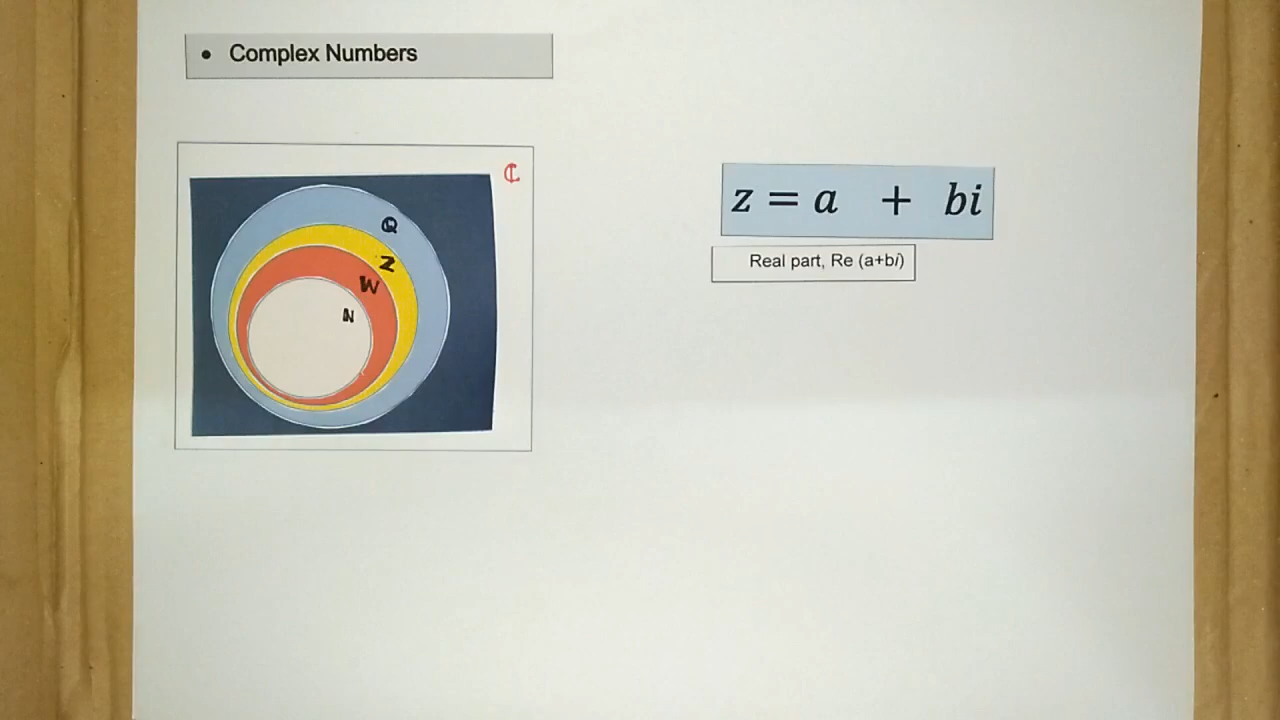 • Complex Numbers
ℂ
Q
Z
W
N
z = a + bi
Real part, Re (a+bi)